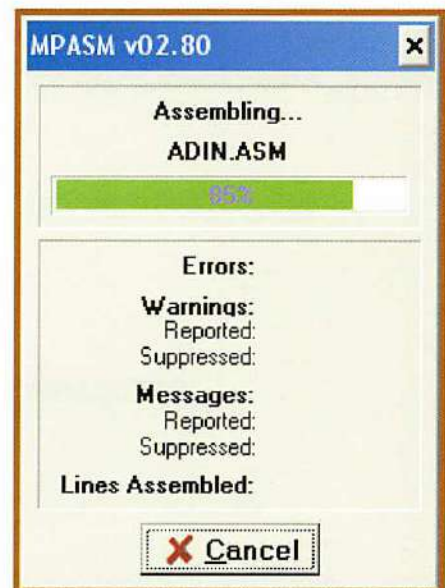 MPASM v02.80
Assembling...
ADIN.ASM
85%
Errors:
Warnings:
Reported:
Suppressed:
Messages:
Reported:
Suppressed:
Lines Assembled:
Cancel